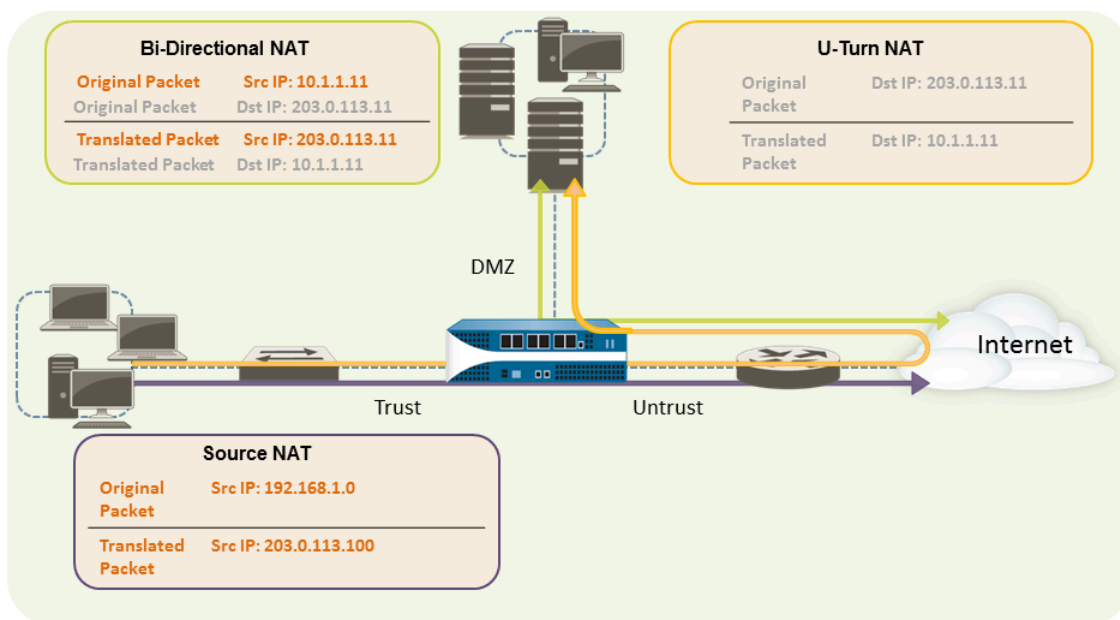 Bi-Directional NAT
Original Packet Src IP: 10.1.1.11
Original Packet Dst IP: 203.0.113.11
Translated Packet Src IP: 203.0.113.11
Translated Packet Dst IP: 10.1.1.11
U-Turn NAT
Original Dst IP: 203.0.113.11
Packet
Translated Dst IP: 10.1.1.11
Packet
DMZ
Internet
Trust
Untrust
Source NAT
Original Src IP: 192.168.1.0
Packet
Translated Src IP: 203.0.113.100
Packet